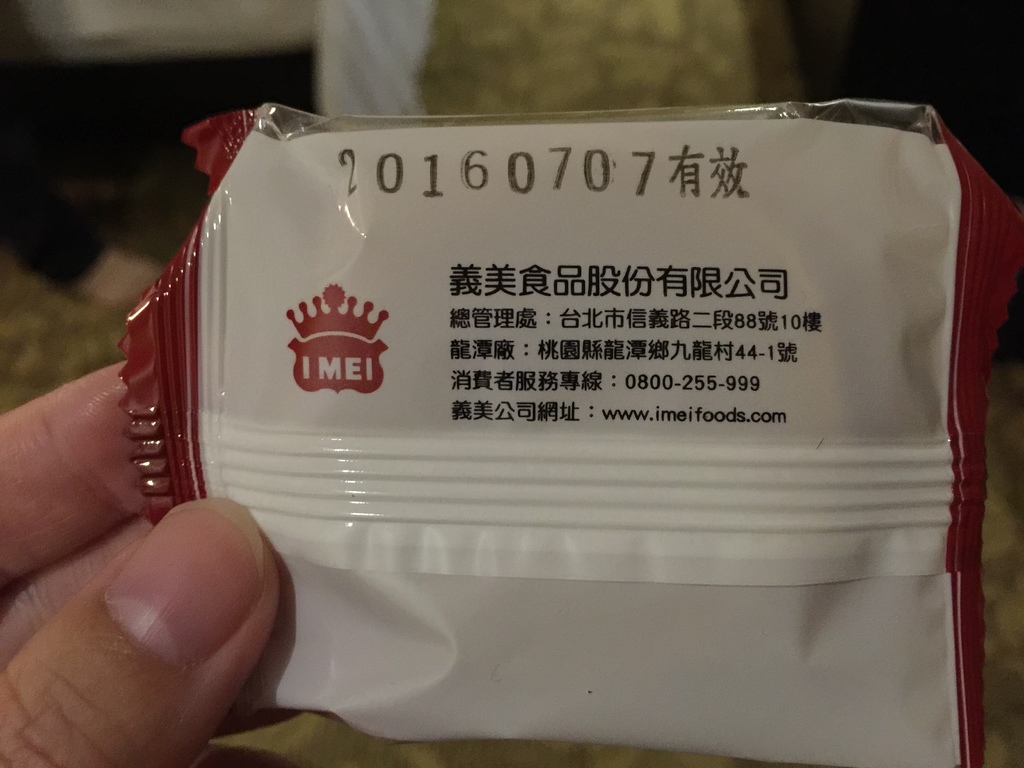 20160707有效
義美食品股份有限公司
總管理處：台北市信義路二段88號10樓
龍潭廠：桃園縣龍潭鄉九龍村44-1號
消費者服務專線：0800-255-999
義美公司網址：www.imeifoods.com
I MEI